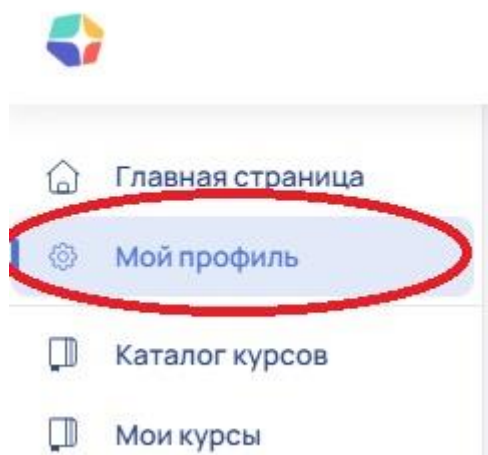 Главная страница
Мой профиль
Каталог курсов
Мои курсы